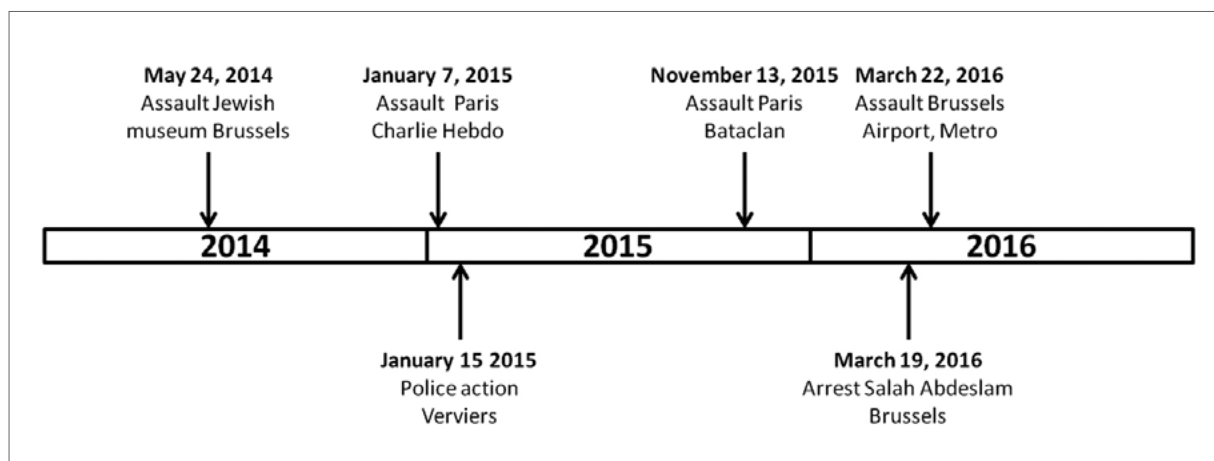 May 24, 2014
Assault Jewish
museum Brussels
January 7, 2015
Assault Paris
Charlie Hebdo
November 13, 2015
Assault Paris
Bataclan
March 22, 2016
Assault Brussels
Airport, Metro
2014
2015
2016
January 15 2015
Police action
Verviers
March 19, 2016
Arrest Salah Abdeslam
Brussels